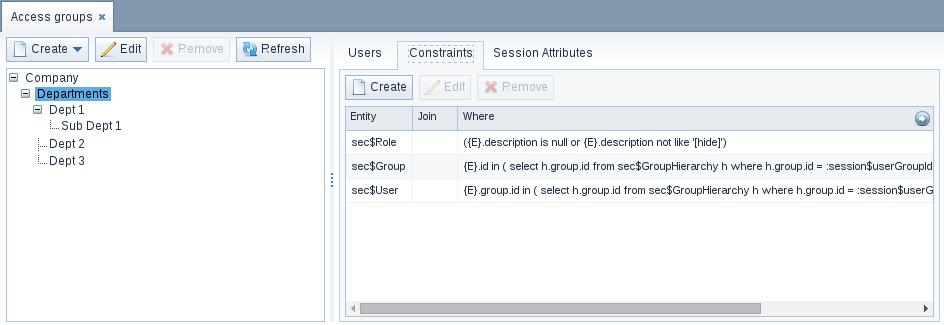 Access groups ×
Create Edit Remove Refresh
Company
Departments
Dept 1
Sub Dept 1
Dept 2
Dept 3
Users Constraints Session Attributes
Create Edit Remove
Entity Join Where
sec$Role ({E}.description is null or {E}.description not like '[hide]')
sec$Group {E}.id in ( select h.group.id from sec$GroupHierarchy h where h.group.id = :session$userGroupId
sec$User {E}.group.id in ( select h.group.id from sec$GroupHierarchy h where h.group.id = :session$userG